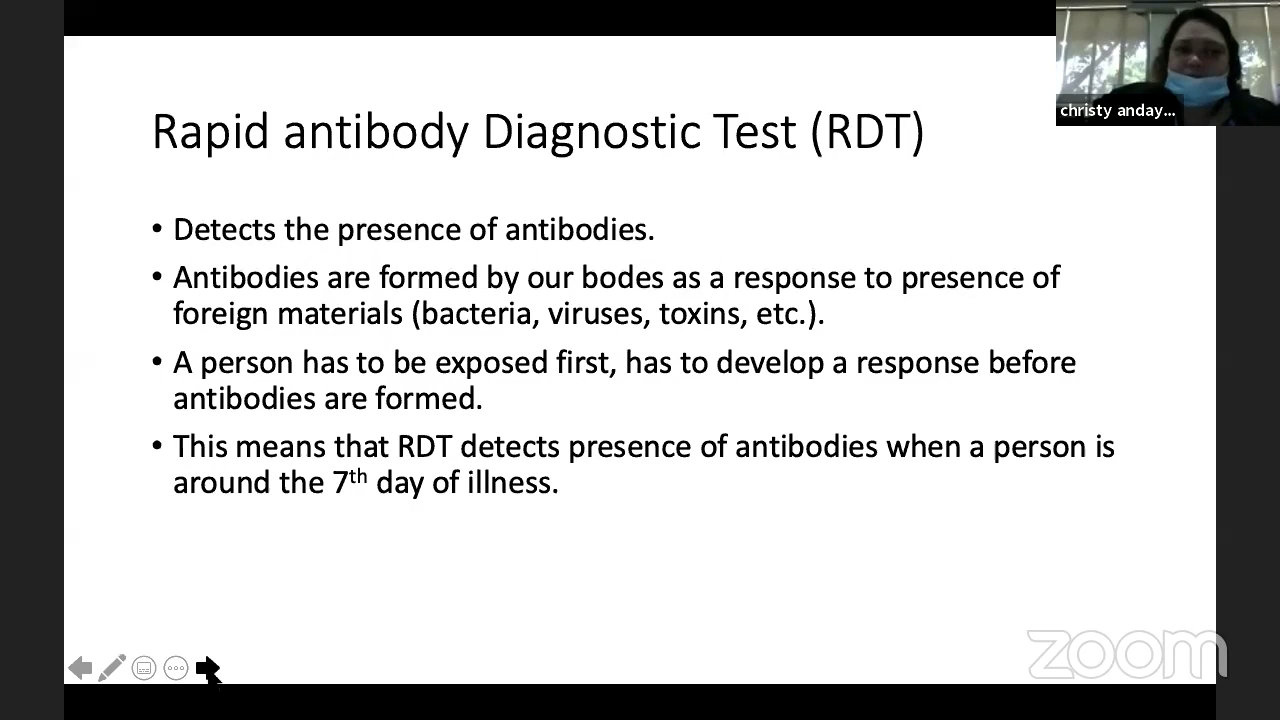 christy anday...
Rapid antibody Diagnostic Test (RDT)
• Detects the presence of antibodies.
• Antibodies are formed by our bodes as a response to presence of
foreign materials (bacteria, viruses, toxins, etc.).
• A person has to be exposed first, has to develop a response before
antibodies are formed.
• This means that RDT detects presence of antibodies when a person is
around the 7th day of illness.
zoom